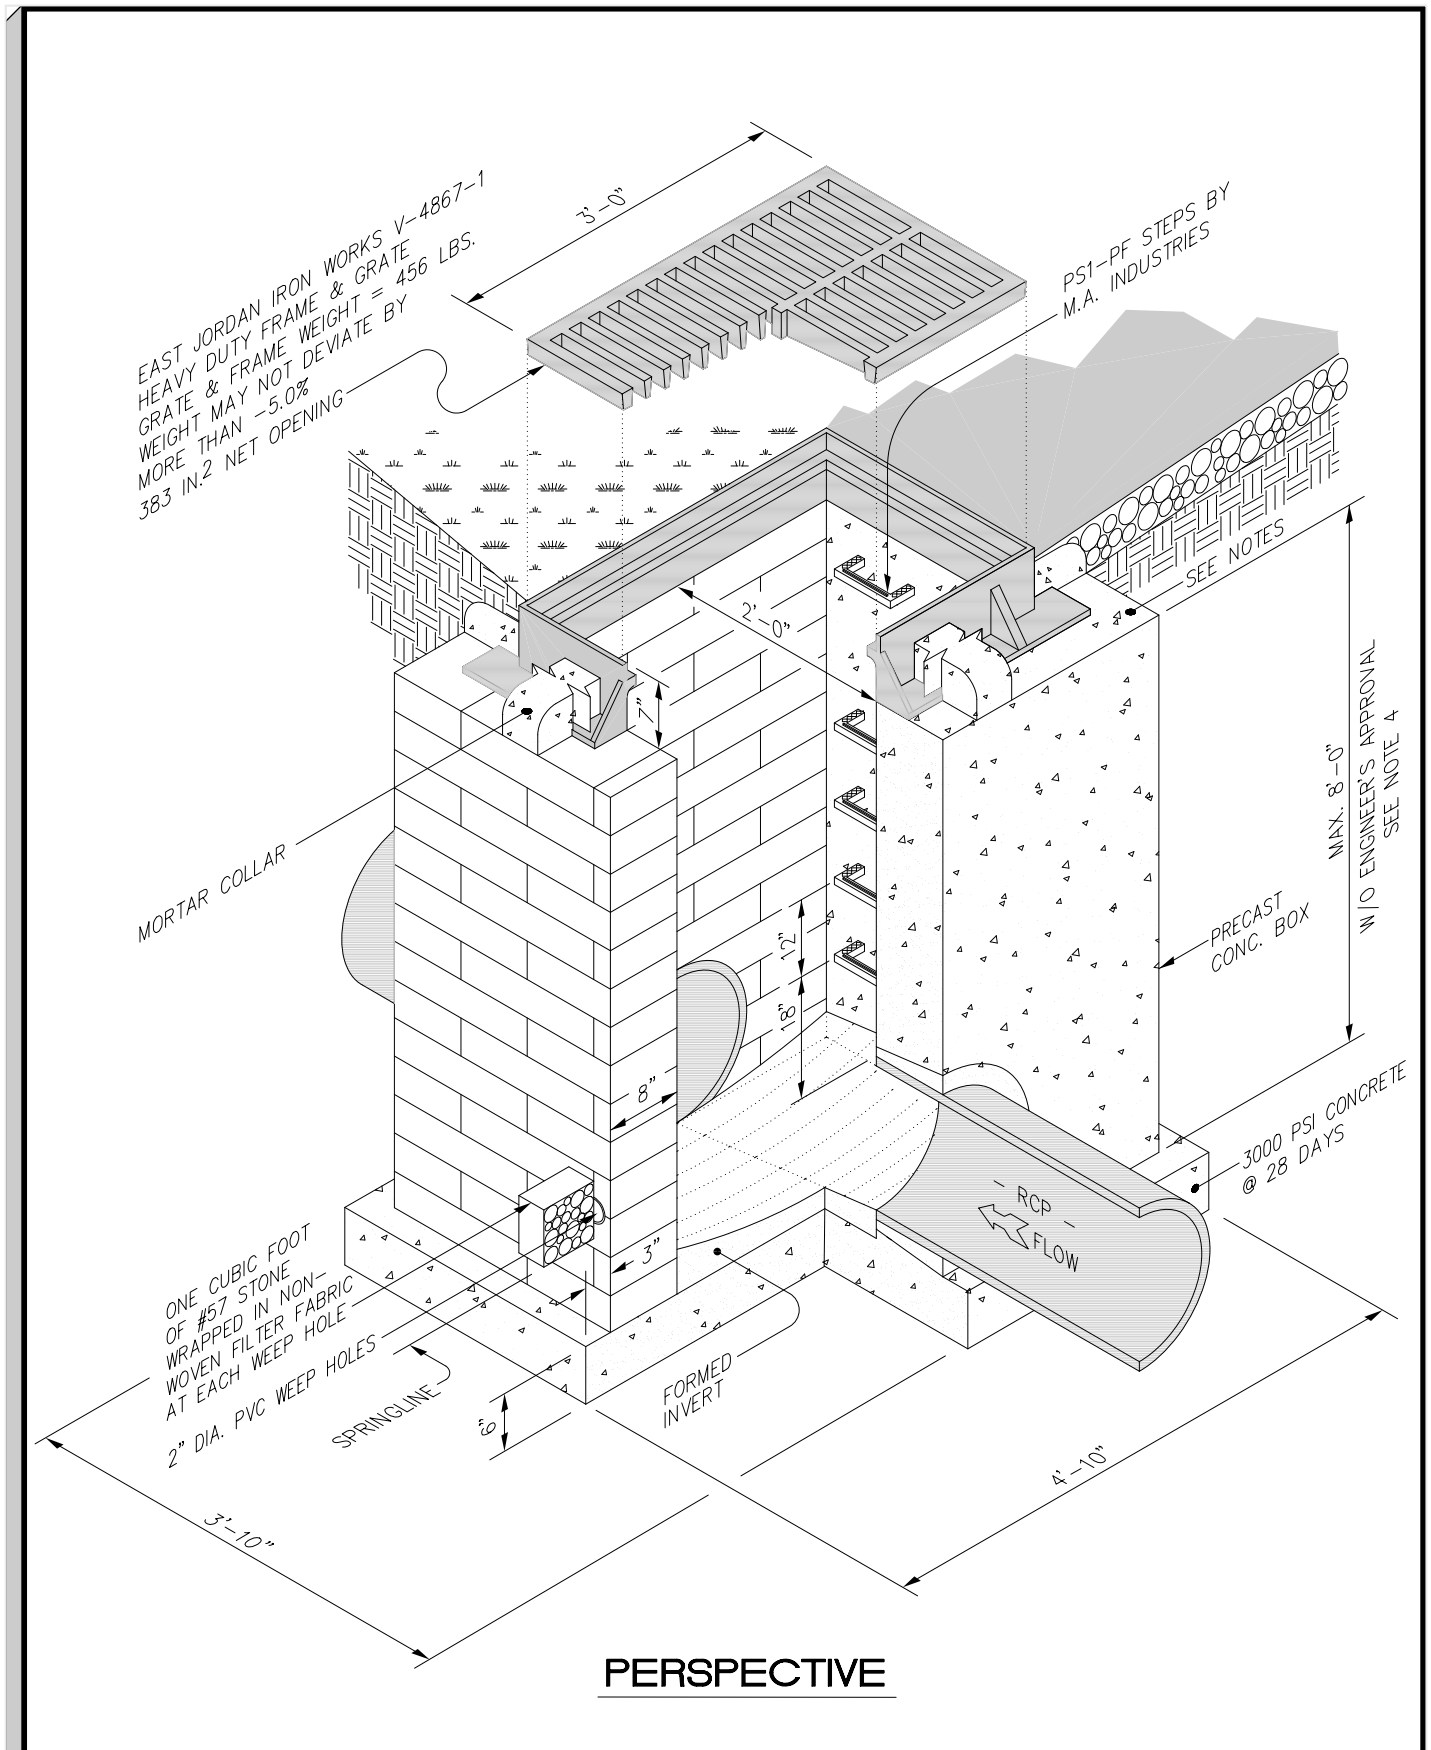 3'-0"
EAST JORDAN IRON WORKS V-4867-1
HEAVY DUTY FRAME & GRATE
GRATE & FRAME WEIGHT = 456 LBS.
WEIGHT MAY NOT DEVIATE BY
MORE THAN -5.0%
383 IN.2 NET OPENING
PS1-PF STEPS BY
M.A. INDUSTRIES
SEE NOTES
2'-0"
7"
MORTAR COLLAR
MAX. 8'-0"
W/O ENGINEER'S APPROVAL
SEE NOTE 4
PRECAST
CONC. BOX
12"
18"
8"
3000 PSI CONCRETE
@ 28 DAYS
RCP
FLOW
3"
ONE CUBIC FOOT
OF #57 STONE
WRAPPED IN NON-
WOVEN FILTER FABRIC
AT EACH WEEP HOLE
2" DIA. PVC WEEP HOLES
SPRINGLINE
6"
FORMED
INVERT
3'-10"
4'-10"
PERSPECTIVE